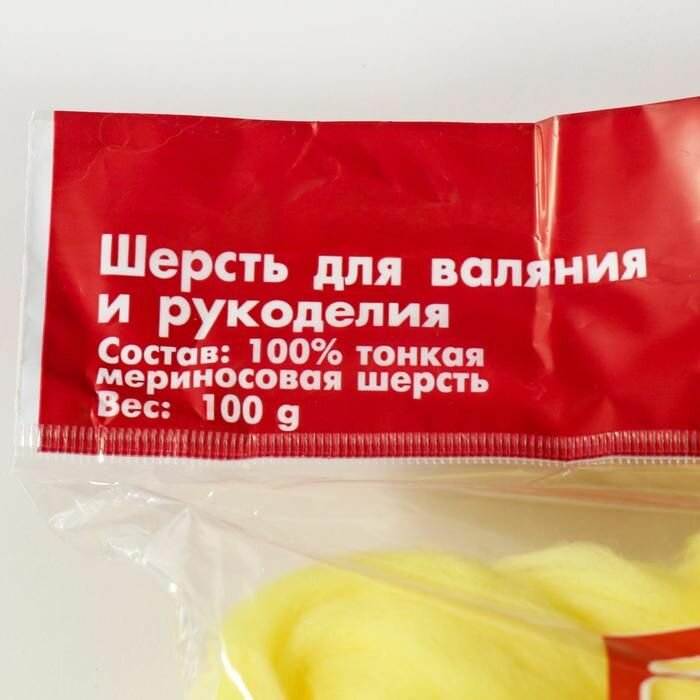 Шерсть для валяния
и рукоделия
Состав: 100% тонкая
мериносовая шерсть
Вес: 100 g